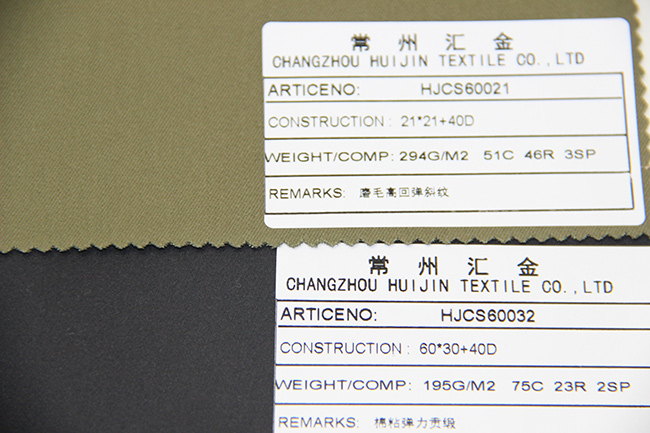 常州汇金
CHANGZHOU HUIJIN TEXTILE CO.,LTD
ARTICENO: HJCS60021
CONSTRUCTION: 21*21+40D
WEIGHT/COMP: 294G/M2 51C 46R 3SP
REMARKS: 磨毛高回弹斜纹
常州汇金
CHANGZHOU HUIJIN TEXTILE CO.,LTD
ARTICENO: HJCS60032
CONSTRUCTION: 60*30+40D
WEIGHT/COMP: 195G/M2 75C 23R 2SP
REMARKS: 棉粘弹力贡缎